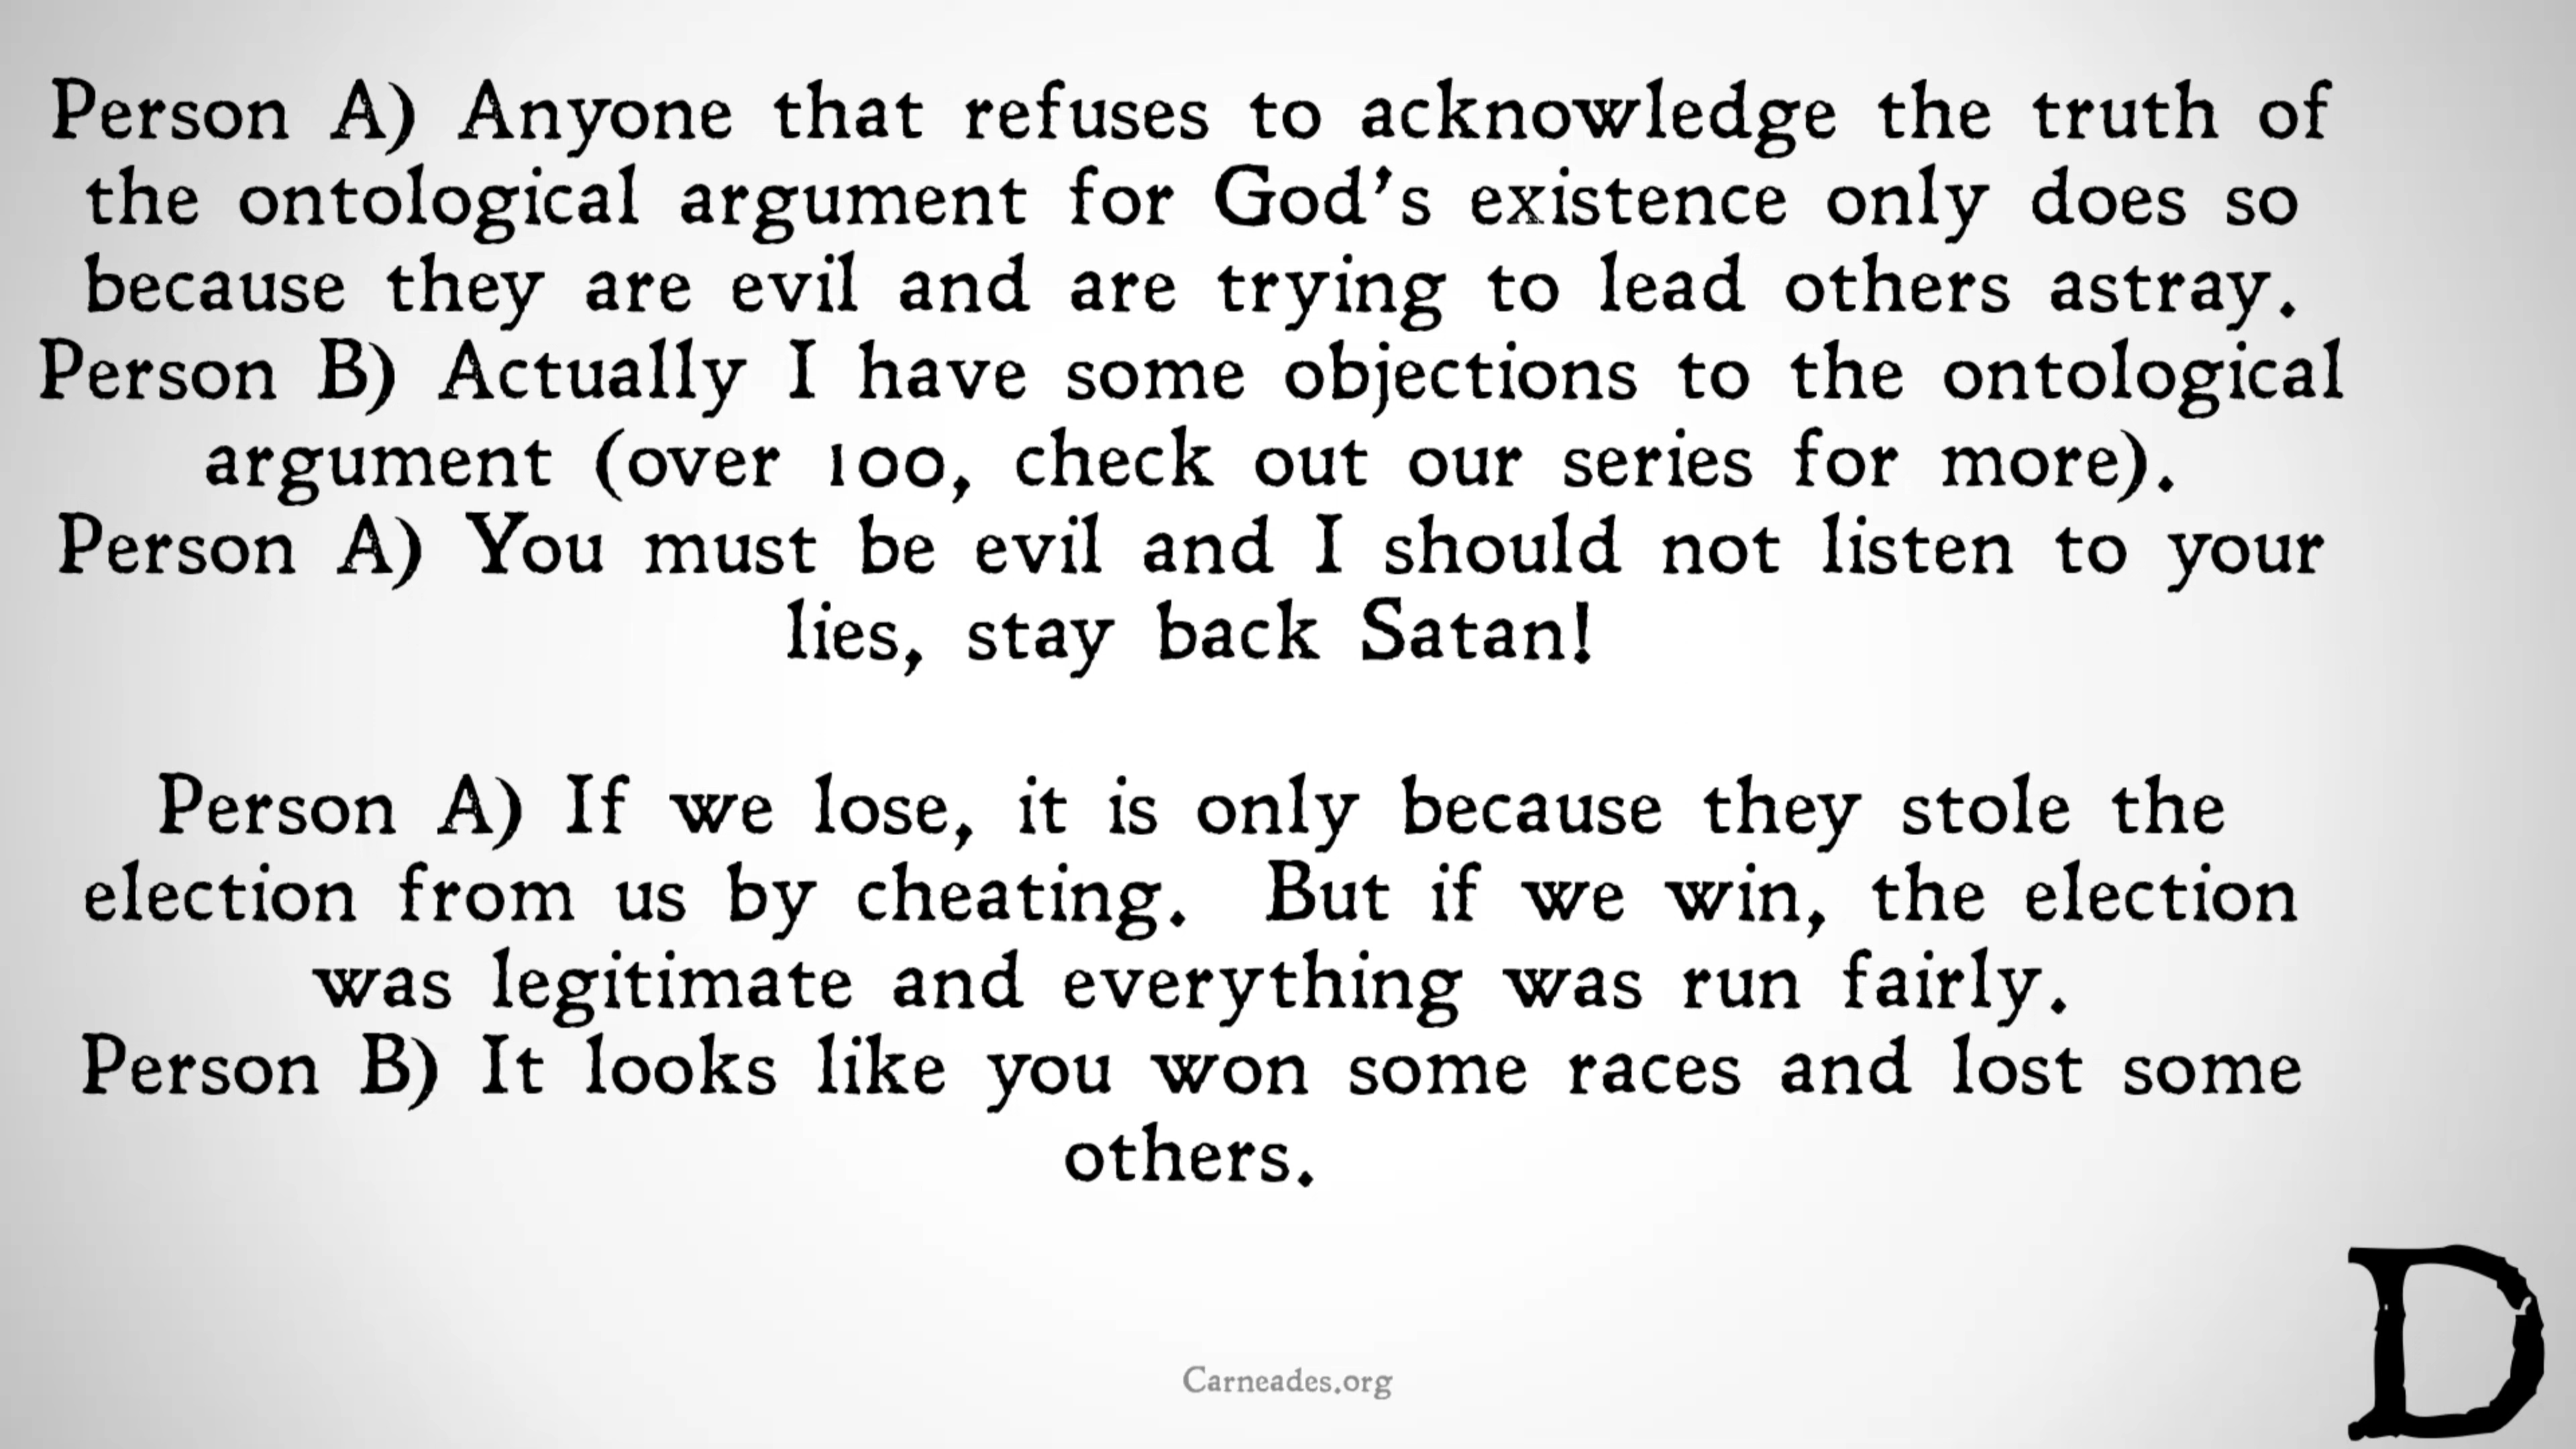 Person A) Anyone that refuses to acknowledge the truth of
the ontological argument for God's existence only does so
because they are evil and are trying to lead others astray.
Person B) Actually I have some objections to the ontological
argument (over 100, check out our series for more).
Person A) You must be evil and I should not listen to your
lies, stay back Satan!
Person A) If we lose, it is only because they stole the
election from us by cheating.  But if we win, the election
was legitimate and everything was run fairly.
Person B) It looks like you won some races and lost some
others.
Carneades.org
D